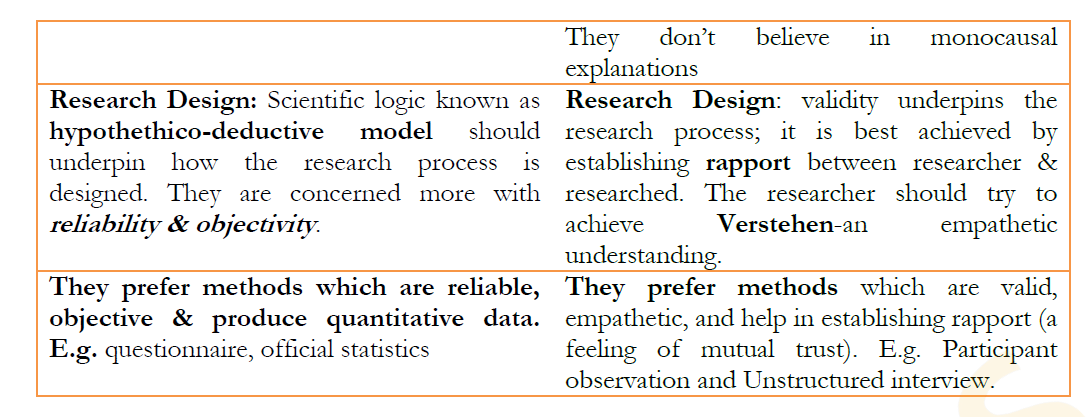 They don’t believe in monocausal
explanations
Research Design: Scientific logic known as
hypothethico-deductive model should
underpin how the research process is
designed. They are concerned more with
reliability & objectivity.
Research Design: validity underpins the
research process; it is best achieved by
establishing rapport between researcher &
researched. The researcher should try to
achieve Verstehen-an empathetic
understanding.
They prefer methods which are reliable,
objective & produce quantitative data.
E.g. questionnaire, official statistics
They prefer methods which are valid,
empathetic, and help in establishing rapport (a
feeling of mutual trust). E.g. Participant
observation and Unstructured interview.